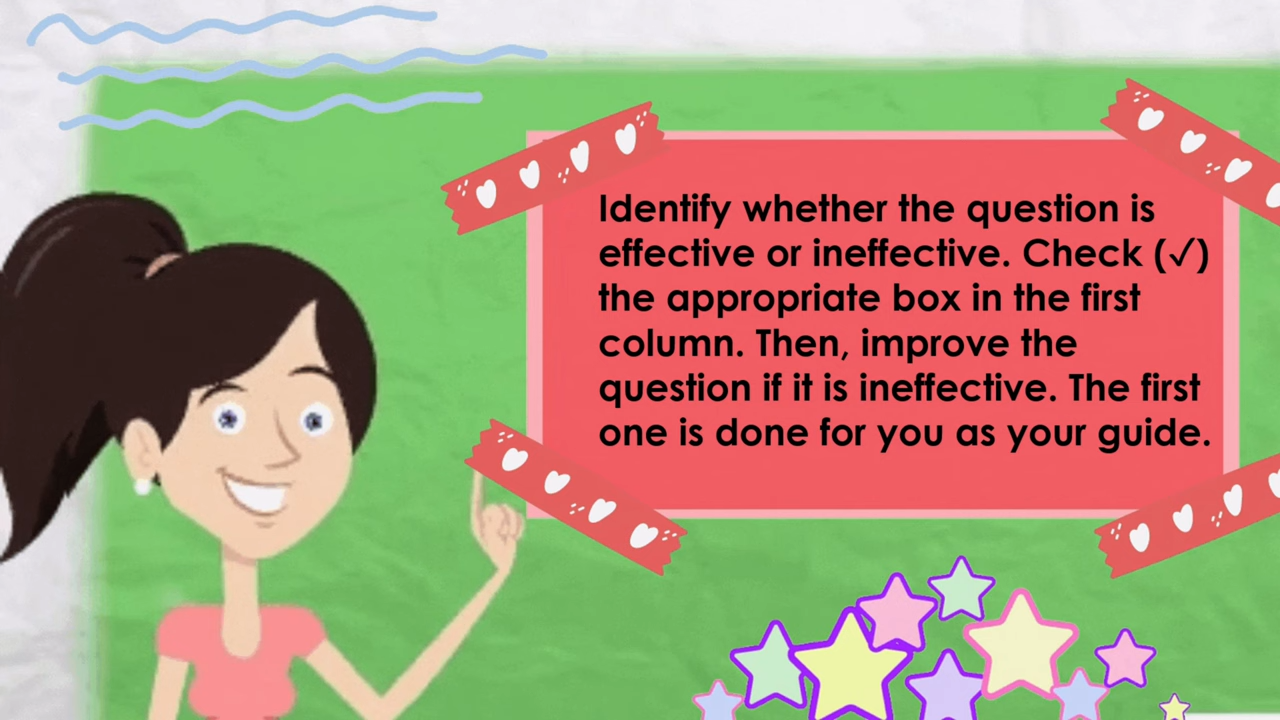 Identify whether the question is
effective or ineffective. Check (✓)
the appropriate box in the first
column. Then, improve the
question if it is ineffective. The first
one is done for you as your guide.